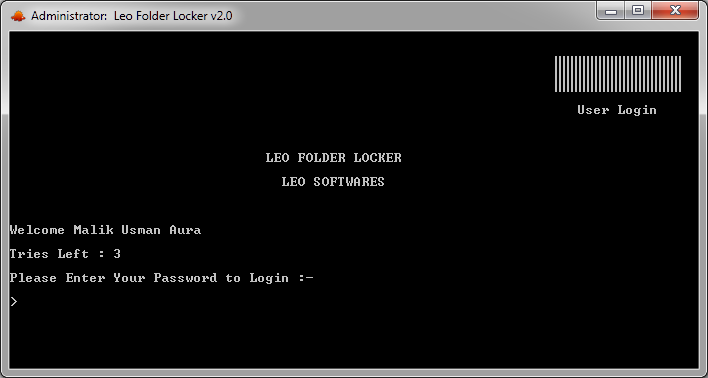 Administrator:  Leo Folder Locker v2.0
User Login
LEO FOLDER LOCKER
LEO SOFTWARES
Welcome Malik Usman Aura
Tries Left : 3
Please Enter Your Password to Login :-
>